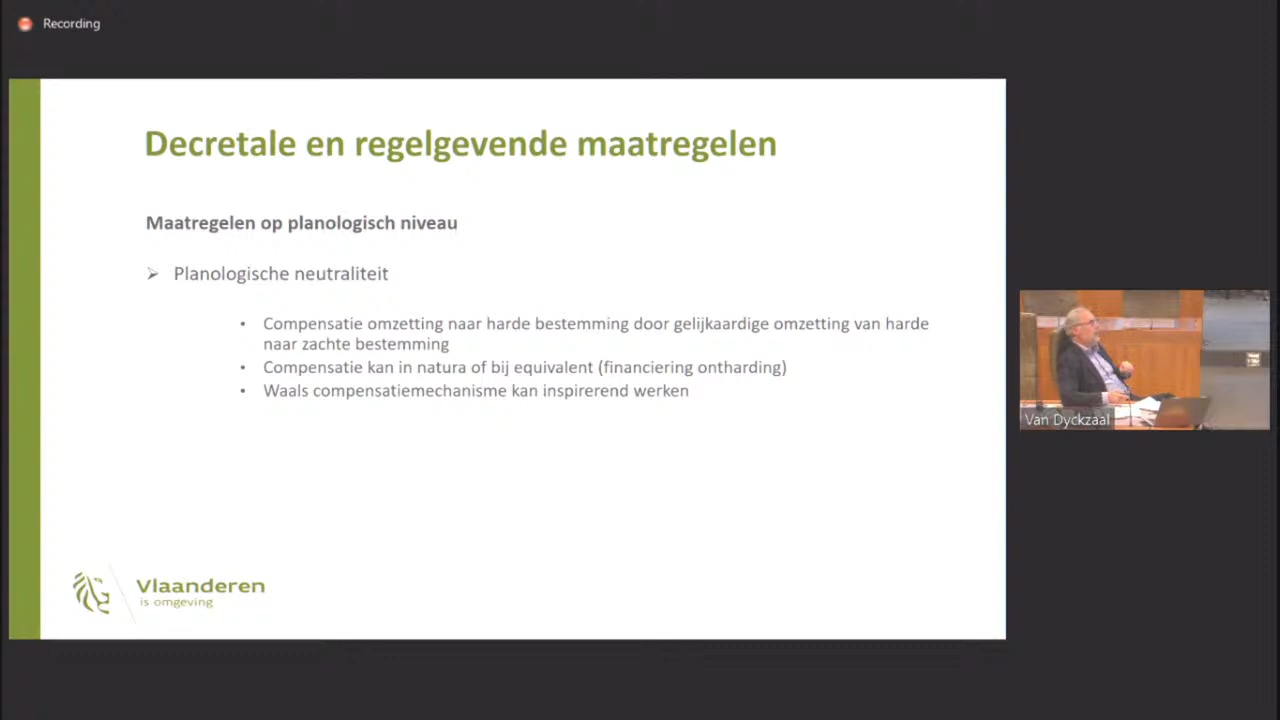 Recording
Decretale en regelgevende maatregelen
Maatregelen op planologisch niveau
➢ Planologische neutraliteit
• Compensatie omzetting naar harde bestemming door gelijkaardige omzetting van harde
naar zachte bestemming
• Compensatie kan in natura of bij equivalent (financiering ontharding)
• Waals compensatiemechanisme kan inspirerend werken
Van Dyckzaal
Vlaanderen
is omgeving